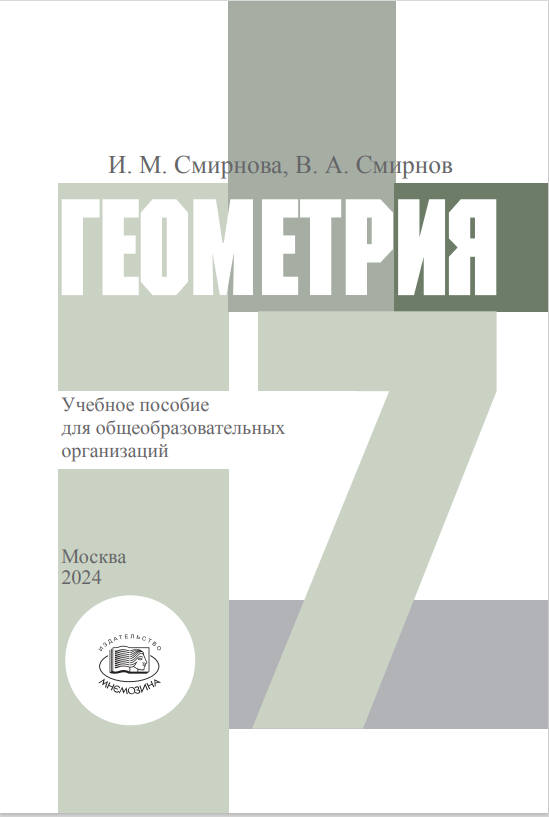 И. М. Смирнова, В. А. Смирнов
ГЕОМЕТРИЯ
7
Учебное пособие
для общеобразовательных
организаций
Москва
2024
ИЗДАТЕЛЬСТВО
МНЕМОЗИНА